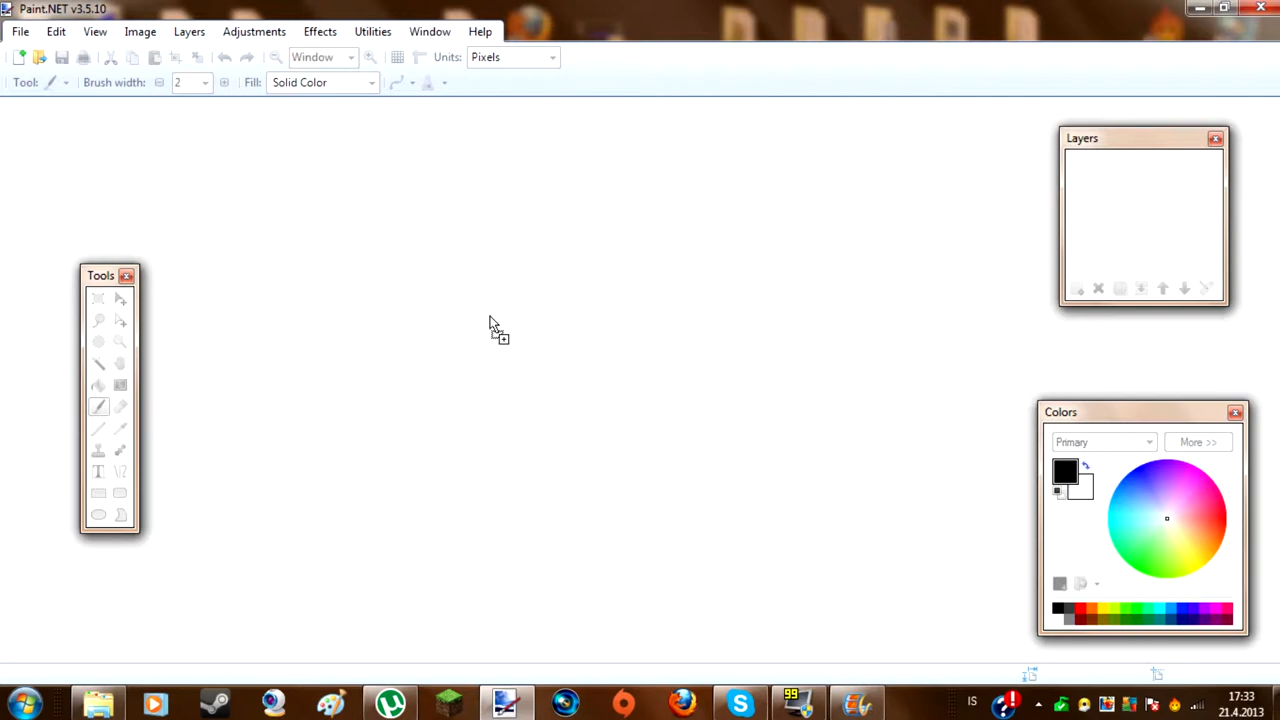 Paint.NET v3.5.10
File Edit View Image Layers Adjustments Effects Utilities Window Help
Window Units: Pixels
Tool: Brush width: 2 Fill: Solid Color
Layers
Tools
T
Colors
Primary More >>
99
IS
17:33
21.4.2013